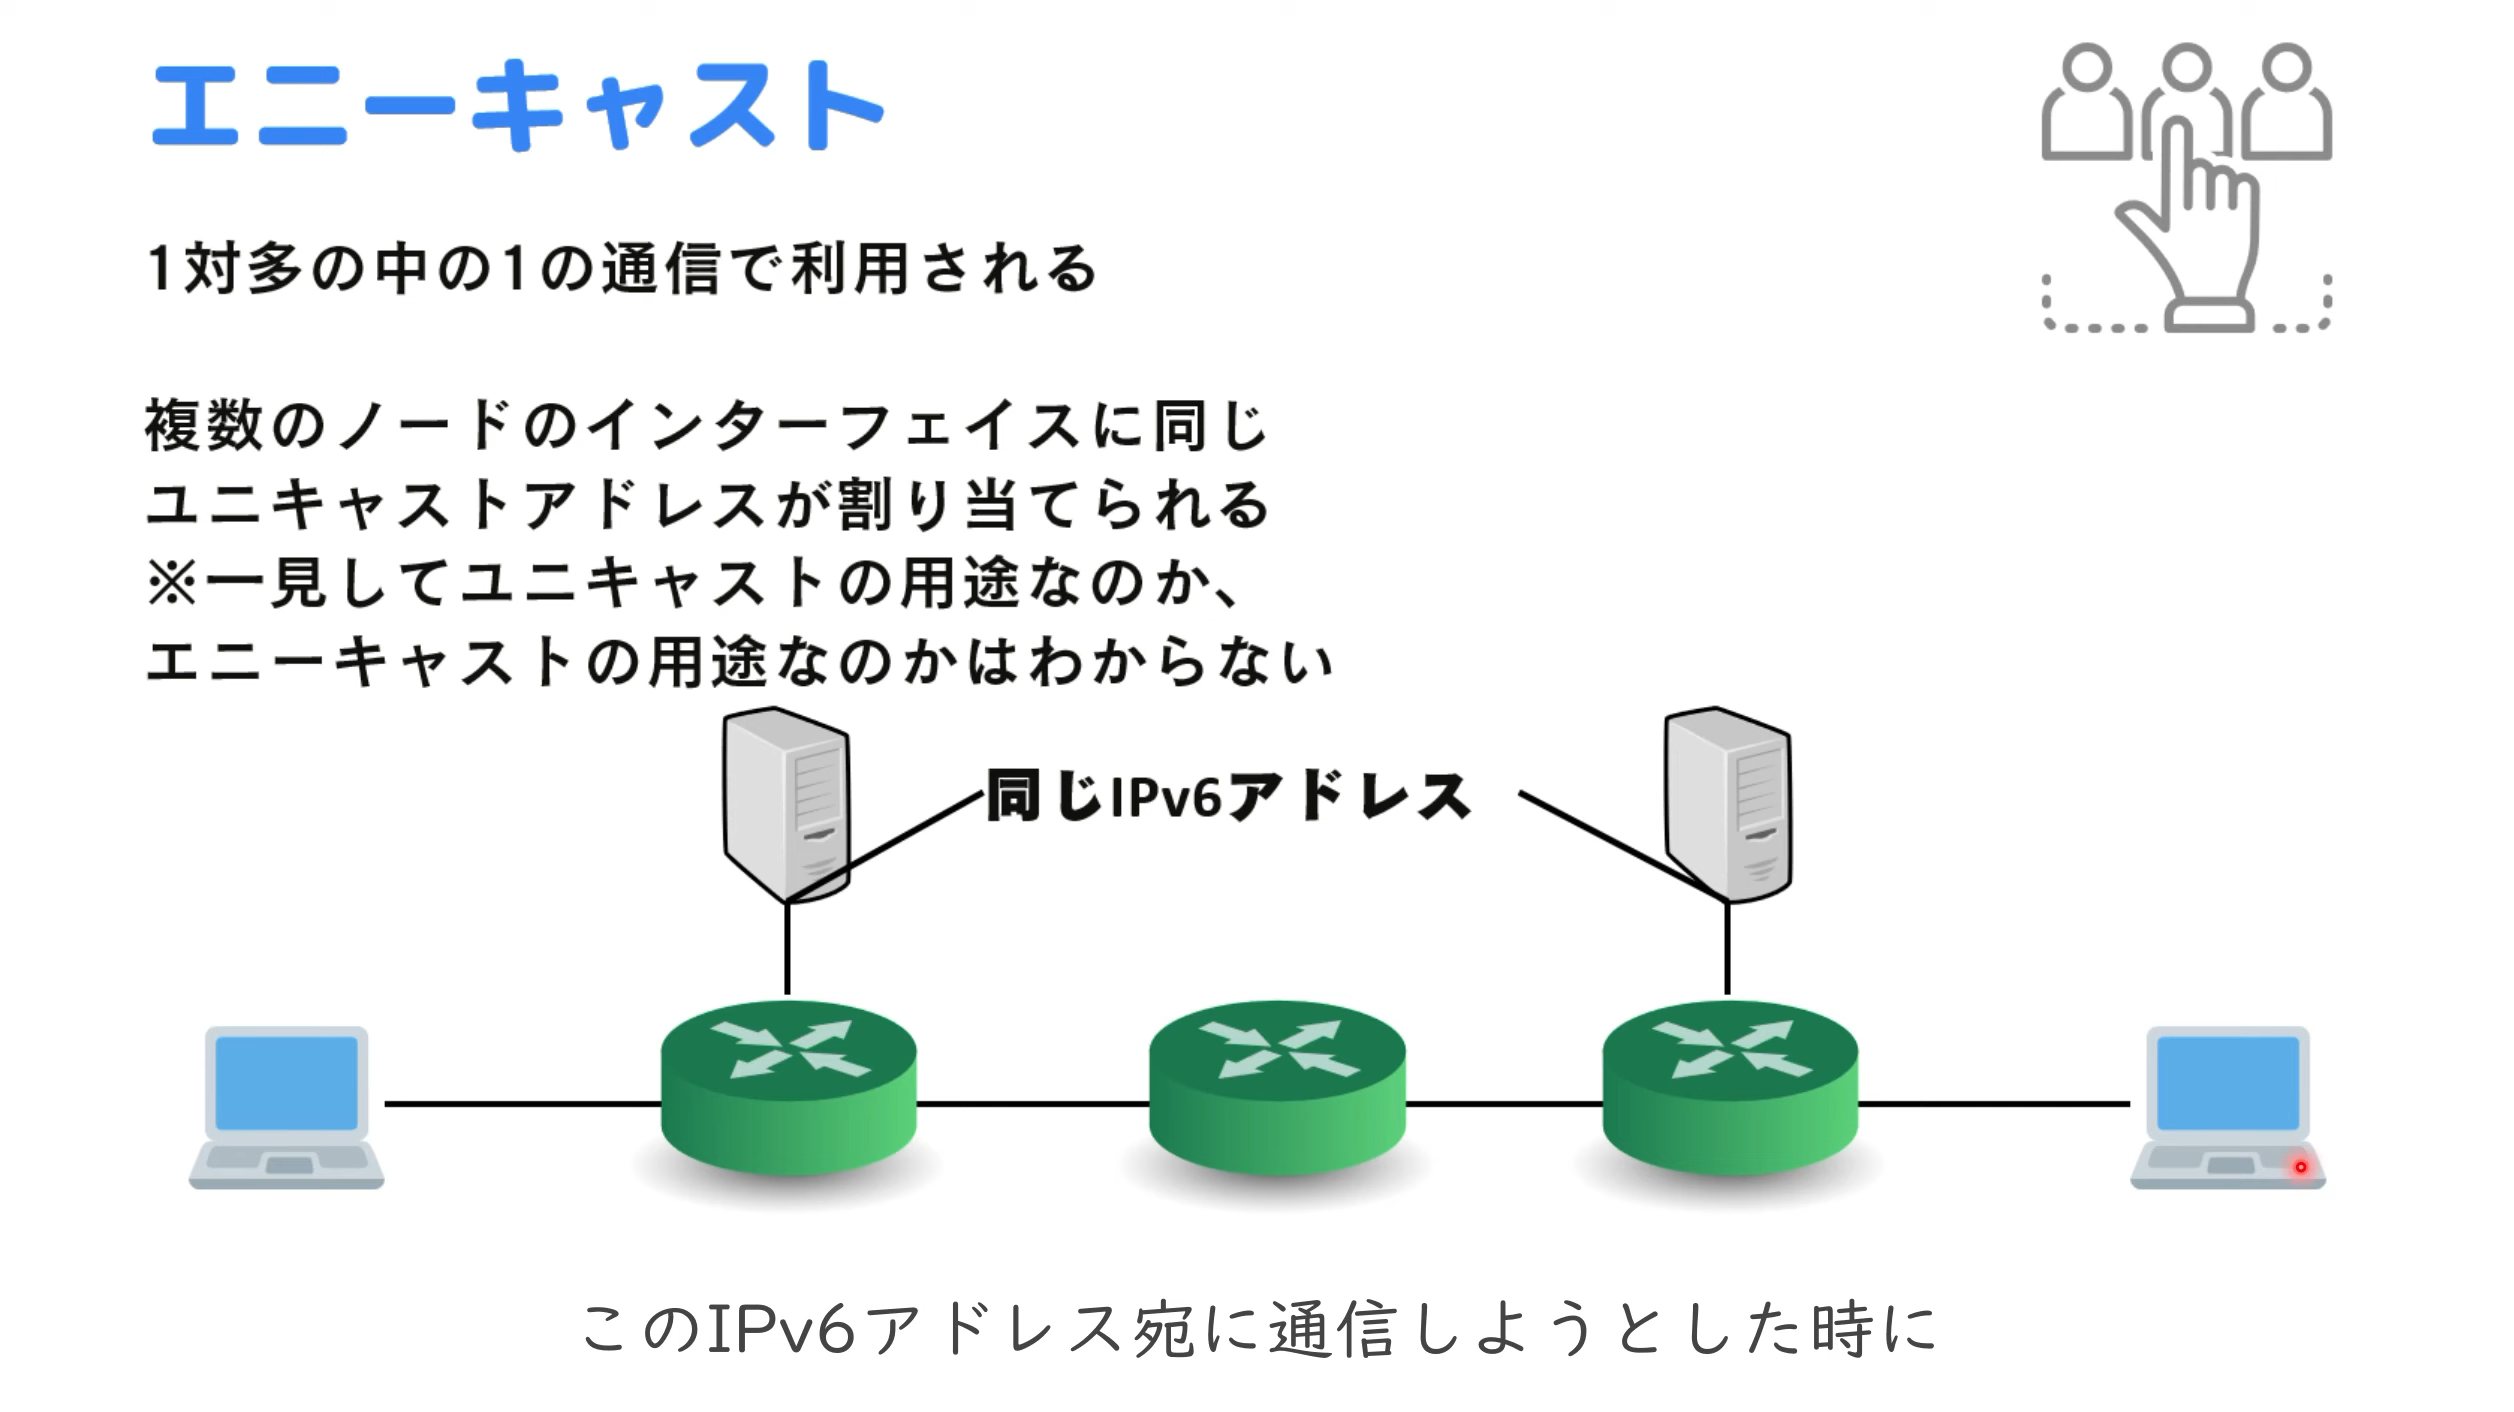 エニーキャスト
1対多の中の1の通信で利用される
複数のノードのインターフェイスに同じ
ユニキャストアドレスが割り当てられる
※一見してユニキャストの用途なのか、
エニーキャストの用途なのかはわからない
同じIPv6アドレス
このIPv6アドレス宛に通信しようとした時に